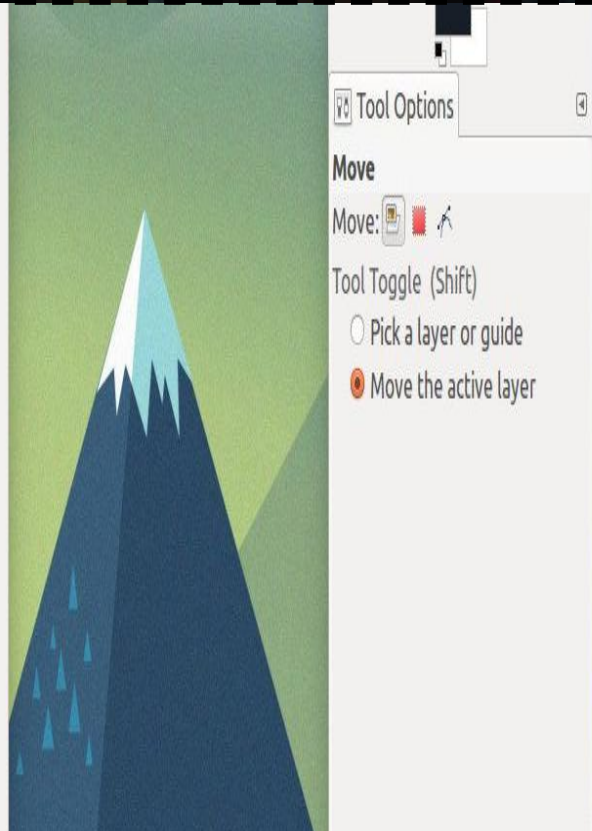 Tool Options
Move
Move:
Tool Toggle (Shift)
Pick a layer or guide
Move the active layer